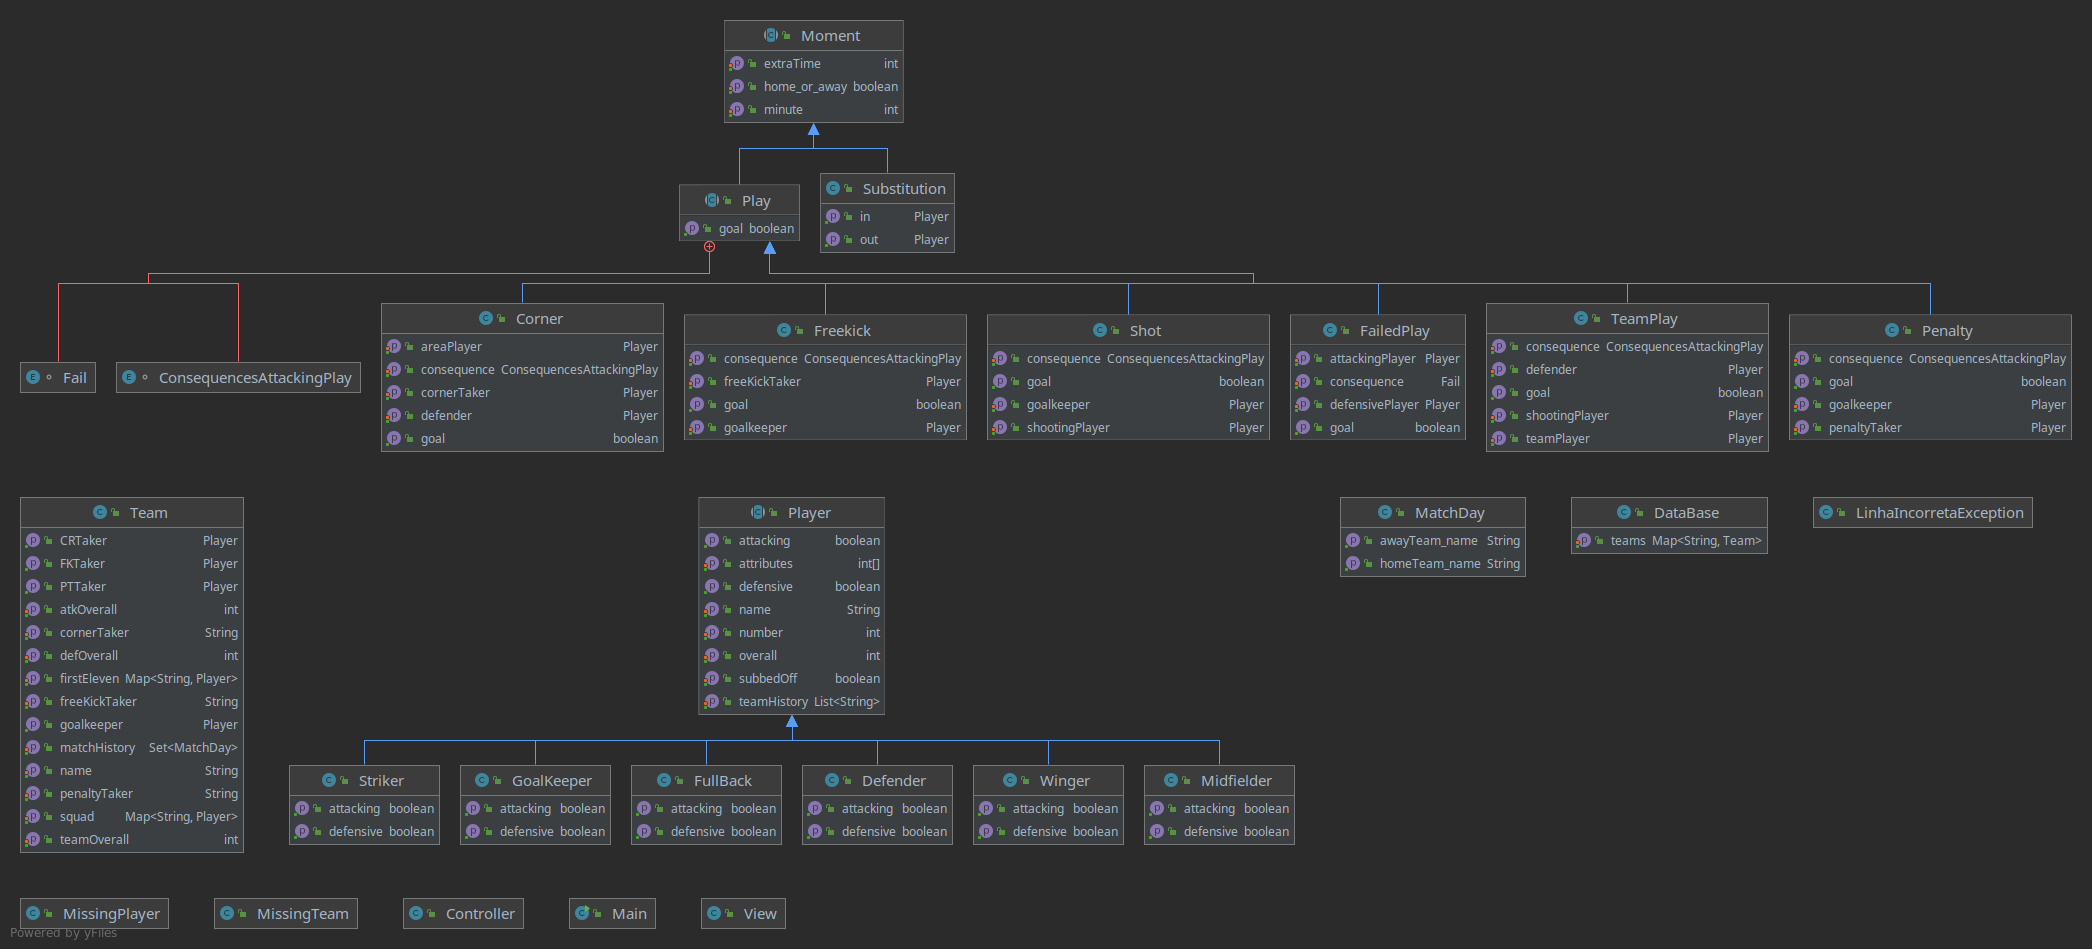 Moment
extraTime int
home_or_away boolean
minute int
Play
goal boolean
Substitution
in Player
out Player
Fail
ConsequencesAttackingPlay
Corner
areaPlayer Player
consequence ConsequencesAttackingPlay
cornerTaker Player
defender Player
goal boolean
Freekick
consequence ConsequencesAttackingPlay
freeKickTaker Player
goal boolean
goalkeeper Player
Shot
consequence ConsequencesAttackingPlay
goal boolean
goalkeeper Player
shootingPlayer Player
FailedPlay
attackingPlayer Player
consequence Fail
defensivePlayer Player
goal boolean
TeamPlay
consequence ConsequencesAttackingPlay
defender Player
goal boolean
shootingPlayer Player
teamPlayer Player
Penalty
consequence ConsequencesAttackingPlay
goal boolean
goalkeeper Player
penaltyTaker Player
Team
CRTaker Player
FKTaker Player
PTTaker Player
atkOverall int
cornerTaker String
defOverall int
firstEleven Map<String, Player>
freeKickTaker String
goalkeeper Player
matchHistory Set<MatchDay>
name String
penaltyTaker String
squad Map<String, Player>
teamOverall int
Player
attacking boolean
attributes int[]
defensive boolean
name String
number int
overall int
subbedOff boolean
teamHistory List<String>
MatchDay
awayTeam_name String
homeTeam_name String
DataBase
teams Map<String, Team>
LinhaIncorretaException
Striker
attacking boolean
defensive boolean
GoalKeeper
attacking boolean
defensive boolean
FullBack
attacking boolean
defensive boolean
Defender
attacking boolean
defensive boolean
Winger
attacking boolean
defensive boolean
Midfielder
attacking boolean
defensive boolean
MissingPlayer
MissingTeam
Controller
Main
View
Powered by yFiles